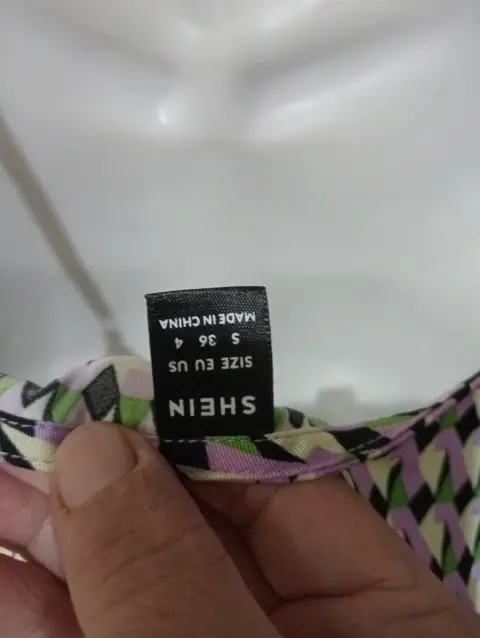 SHEIN
SIZE EU US
S 36 4
MADE IN CHINA